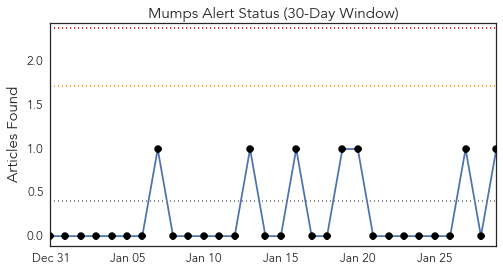 Mumps Alert Status (30-Day Window)
Articles Found
2.0
1.5
1.0
0.5
0.0
Dec 31 Jan 05 Jan 10 Jan 15 Jan 20 Jan 25